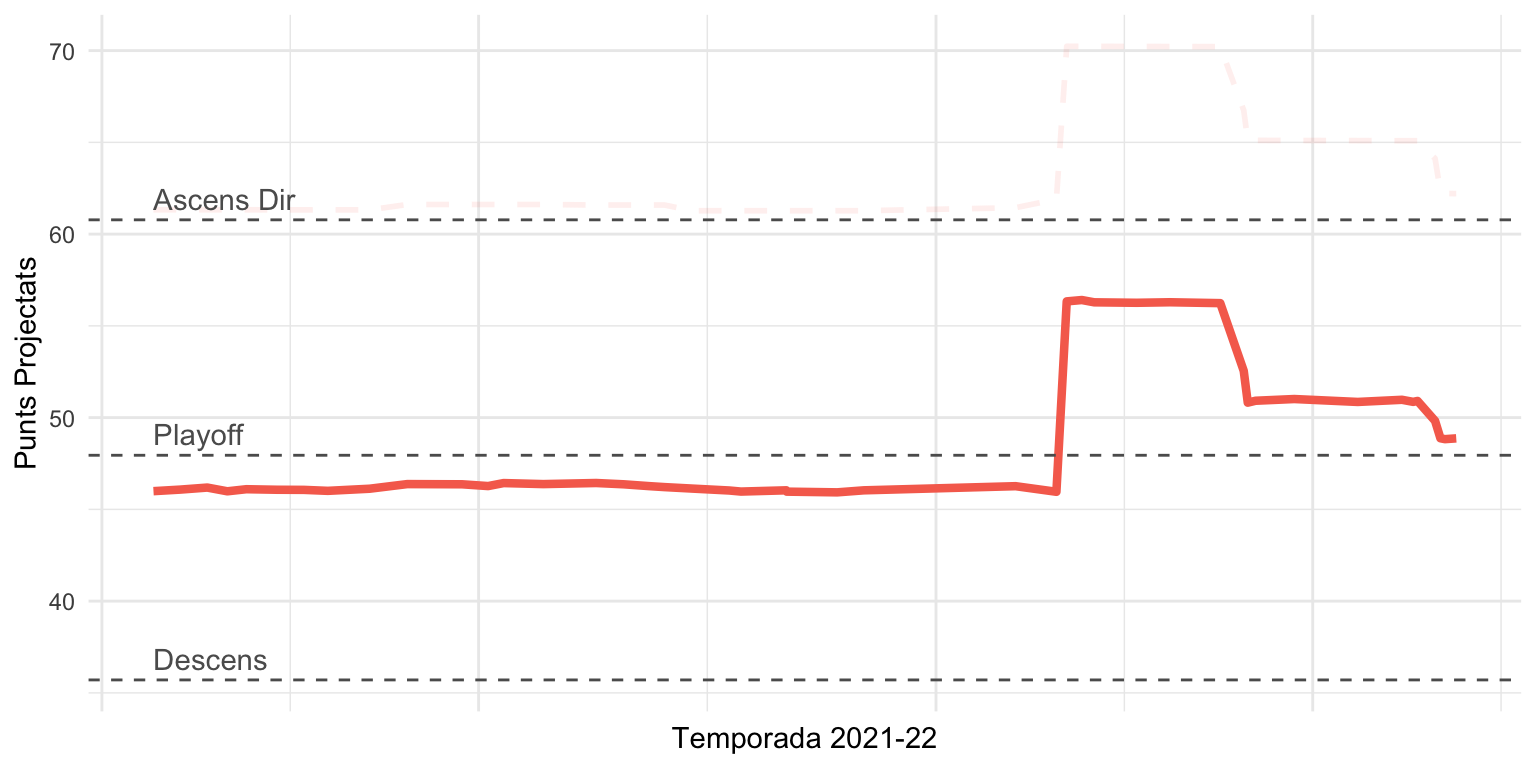 70
Ascens Dir
60
Punts Projectats
50
Playoff
40
Descens
Temporada 2021-22